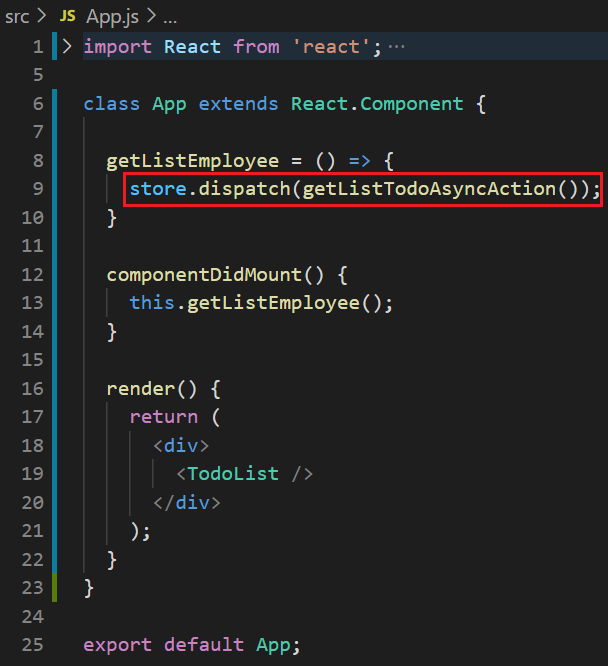 src > JS App.js > ...
1 > import React from 'react';···
5
6 class App extends React.Component {
7
8   getListEmployee = () => {
9     store.dispatch(getListTodoAsyncAction());
10   }
11
12   componentDidMount() {
13     this.getListEmployee();
14   }
15
16   render() {
17     return (
18       <div>
19         <TodoList />
20       </div>
21     );
22   }
23 }
24
25 export default App;